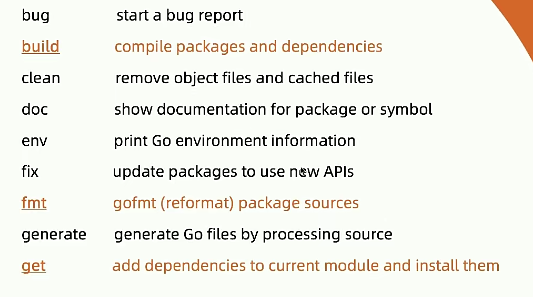 bug start a bug report
build compile packages and dependencies
clean remove object files and cached files
doc show documentation for package or symbol
env print Go environment information
fix update packages to use new APIs
fmt gofmt (reformat) package sources
generate generate Go files by processing source
get add dependencies to current module and install them